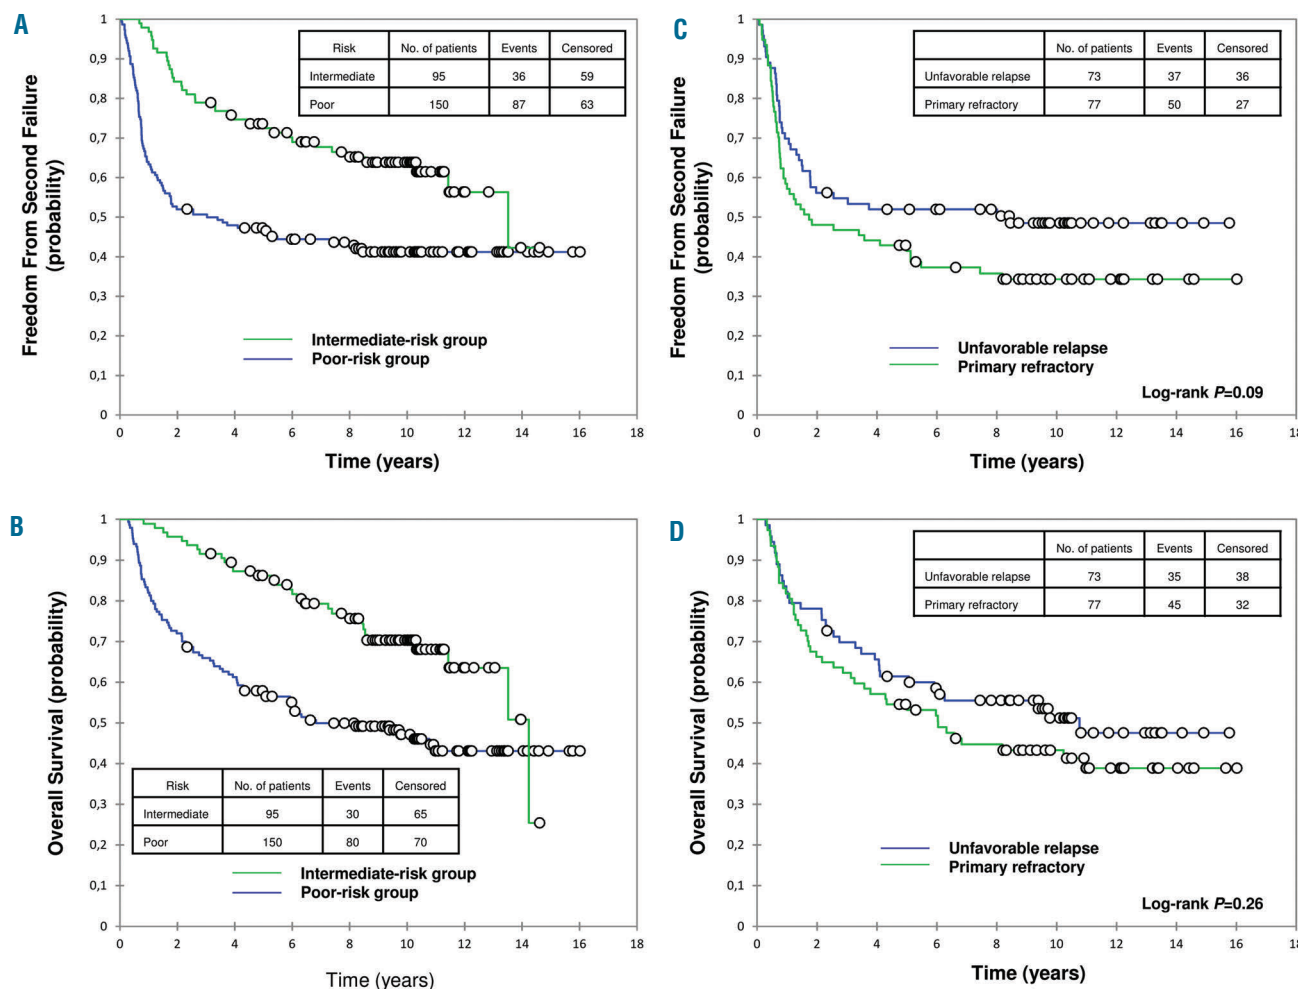 A
Freedom From Second Failure
(probability)
1
0,9
0,8
0,7
0,6
0,5
0,4
0,3
0,2
0,1
0
Risk No. of patients Events Censored
Intermediate 95 36 59
Poor 150 87 63
Intermediate-risk group
Poor-risk group
0 2 4 6 8 10 12 14 16 18
Time (years)
C
Freedom From Second Failure
(probability)
1
0,9
0,8
0,7
0,6
0,5
0,4
0,3
0,2
0,1
0
No. of patients Events Censored
Unfavorable relapse 73 37 36
Primary refractory 77 50 27
Unfavorable relapse
Primary refractory
Log-rank P=0.09
0 2 4 6 8 10 12 14 16 18
Time (years)
B
Overall Survival (probability)
1
0,9
0,8
0,7
0,6
0,5
0,4
0,3
0,2
0,1
0
Risk No. of patients Events Censored
Intermediate 95 30 65
Poor 150 80 70
Intermediate-risk group
Poor-risk group
0 2 4 6 8 10 12 14 16 18
Time (years)
D
Overall Survival (probability)
1
0,9
0,8
0,7
0,6
0,5
0,4
0,3
0,2
0,1
0
No. of patients Events Censored
Unfavorable relapse 73 35 38
Primary refractory 77 45 32
Unfavorable relapse
Primary refractory
Log-rank P=0.26
0 2 4 6 8 10 12 14 16 18
Time (years)